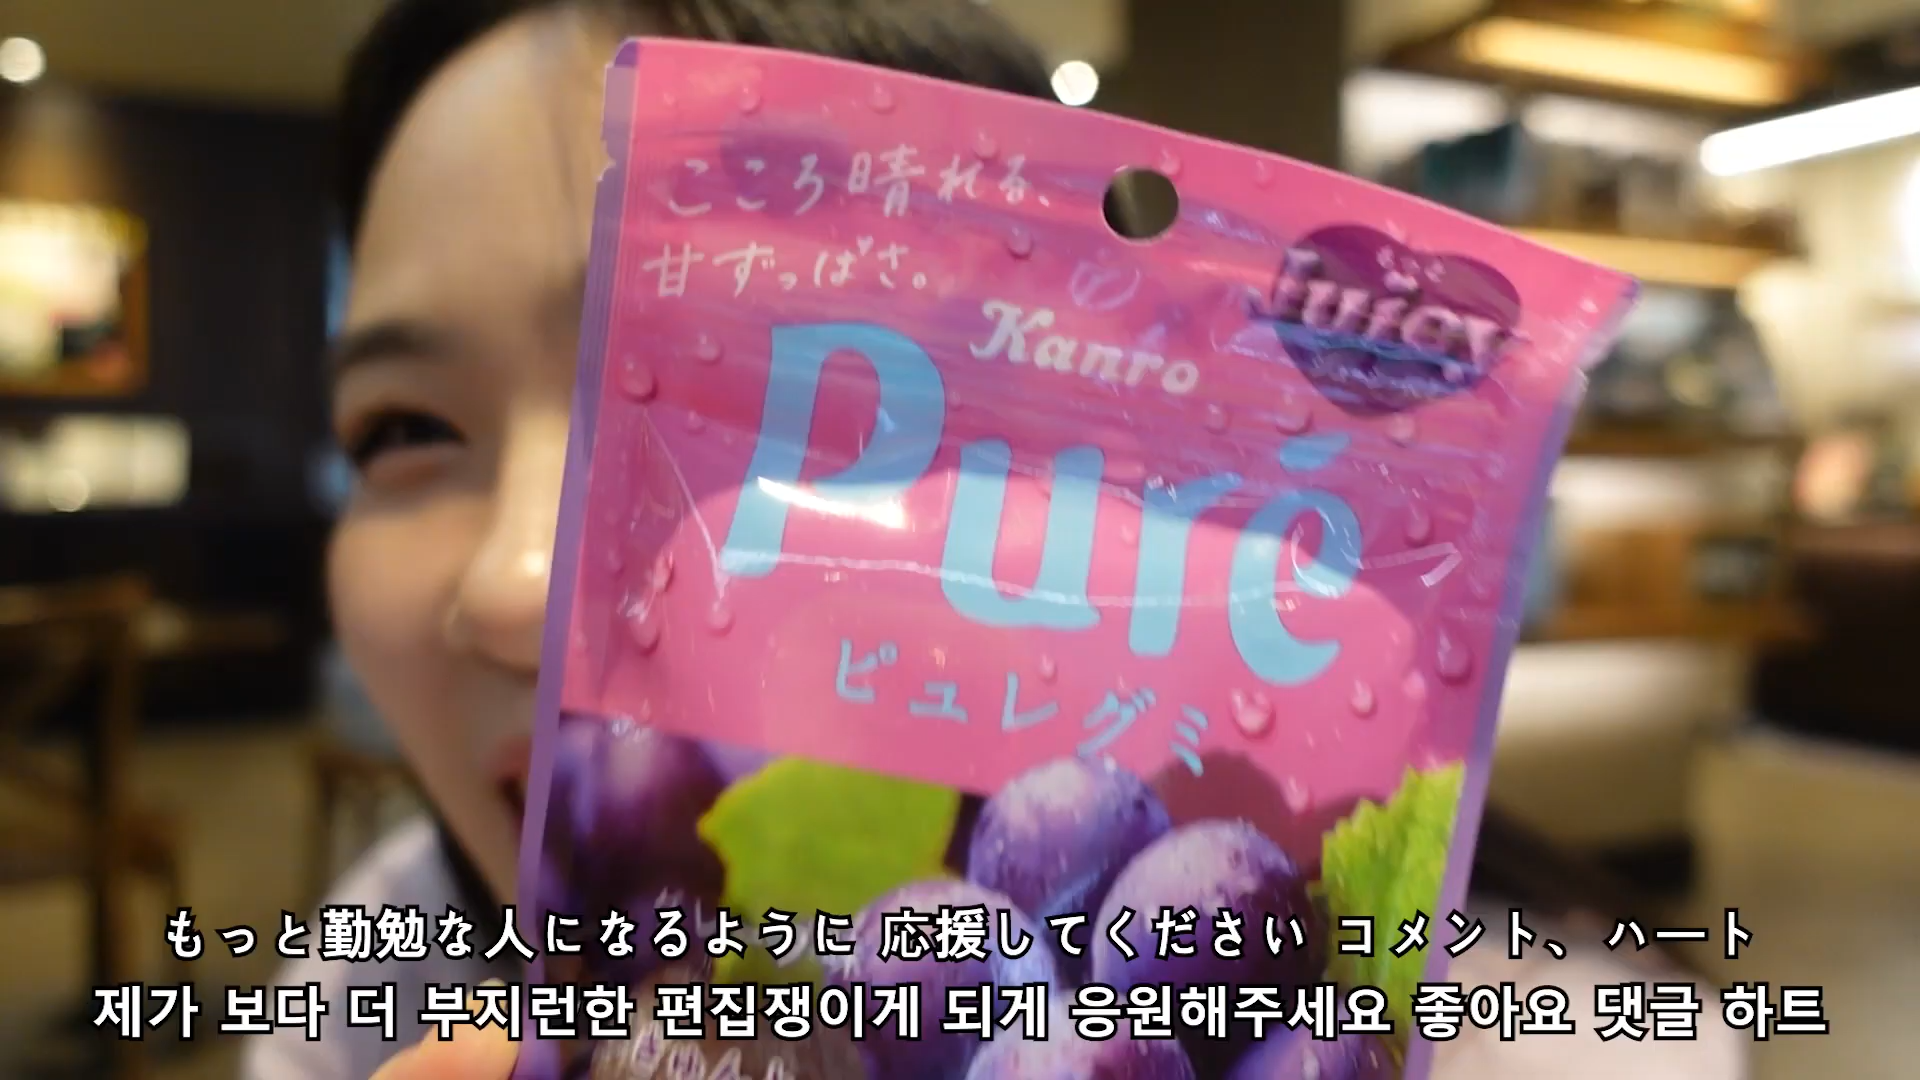 こころ晴れる、
甘ずっぱさ。
Kanro
JUICY
Puré
ピュレグミ
もっと勤勉な人になるように 応援してください コメント、ハート
제가 보다 더 부지런한 편집쟁이게 되게 응원해주세요 좋아요 댓글 하트